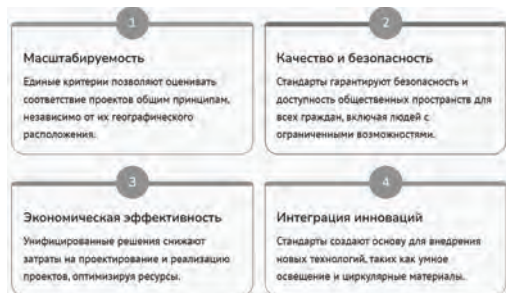 1
Масштабируемость
Единые критерии позволяют оценивать
соответствие проектов общим принципам,
независимо от их географического
расположения.
2
Качество и безопасность
Стандарты гарантируют безопасность и
доступность общественных пространств для
всех граждан, включая людей с
ограниченными возможностями.
3
Экономическая эффективность
Унифицированные решения снижают
затраты на проектирование и реализацию
проектов, оптимизируя ресурсы.
4
Интеграция инноваций
Стандарты создают основу для внедрения
новых технологий, таких как умное
освещение и циркулярные материалы.